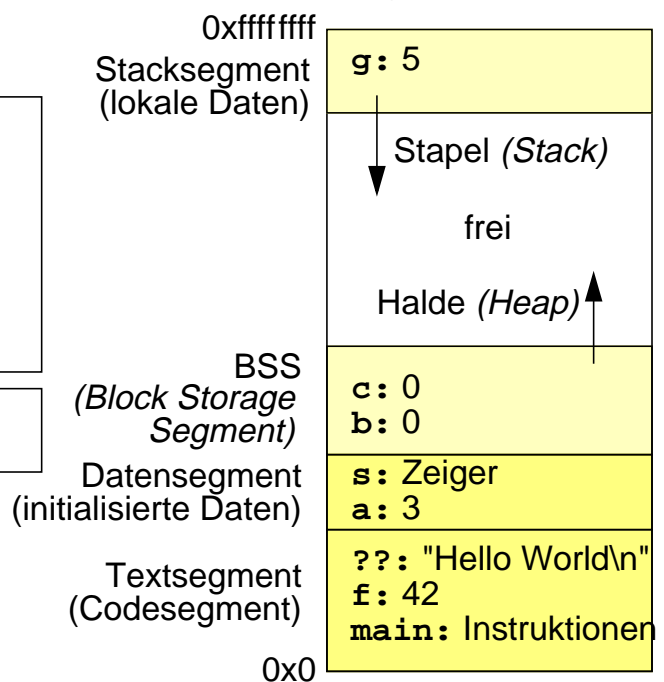 0xffffffff
Stacksegment
(lokale Daten)
g: 5
Stapel (Stack)
frei
Halde (Heap)
BSS
(Block Storage
Segment)
c: 0
b: 0
Datensegment
(initialisierte Daten)
s: Zeiger
a: 3
Textsegment
(Codesegment)
??: "Hello World\n"
f: 42
main: Instruktionen
0x0